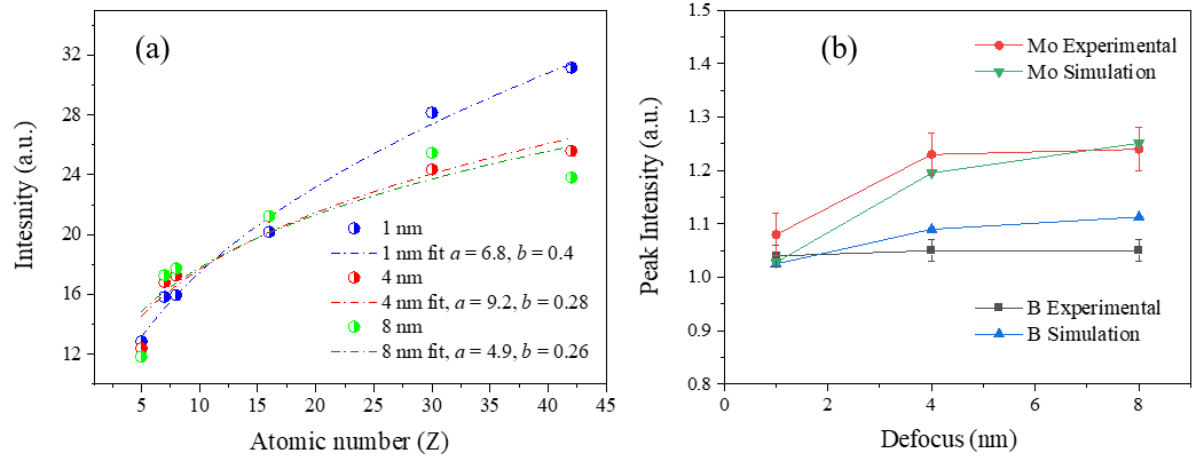 (a)
32
28
24
20
16
12
Intesnity (a.u.)
1 nm
1 nm fit a = 6.8, b = 0.4
4 nm
4 nm fit, a = 9.2, b = 0.28
8 nm
8 nm fit, a = 4.9, b = 0.26
5 10 15 20 25 30 35 40 45
Atomic number (Z)
(b)
1.5
1.4
1.3
1.2
1.1
1.0
0.9
0.8
Peak Intensity (a.u.)
Mo Experimental
Mo Simulation
B Experimental
B Simulation
0 2 4 6 8
Defocus (nm)